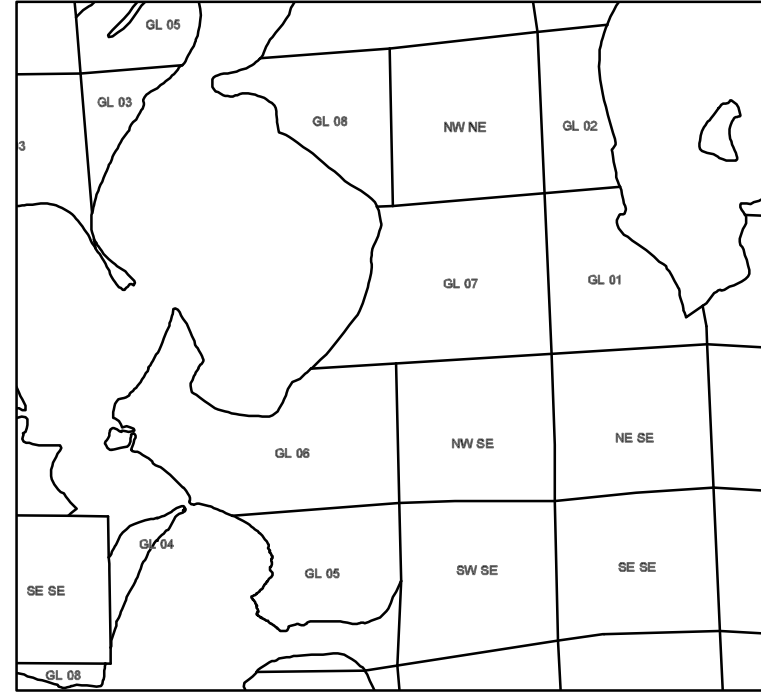 GL 05
GL 03
GL 08
NW NE
GL 02
3
GL 07
GL 01
GL 06
NW SE
NE SE
GL 04
GL 05
SW SE
SE SE
SE SE
GL 08